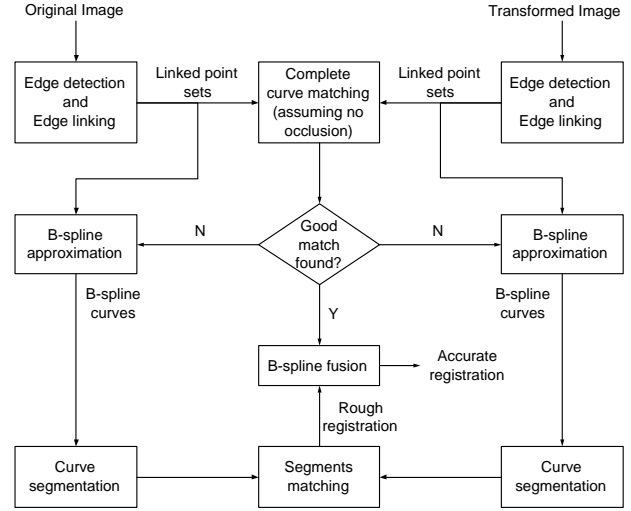 Original Image
Transformed Image
Edge detection
and
Edge linking
Linked point
sets
Complete
curve matching
(assuming no
occlusion)
Linked point
sets
Edge detection
and
Edge linking
B-spline
approximation
N
Good
match
found?
N
B-spline
approximation
B-spline
curves
Y
B-spline
curves
B-spline fusion
Accurate
registration
Rough
registration
Curve
segmentation
Segments
matching
Curve
segmentation